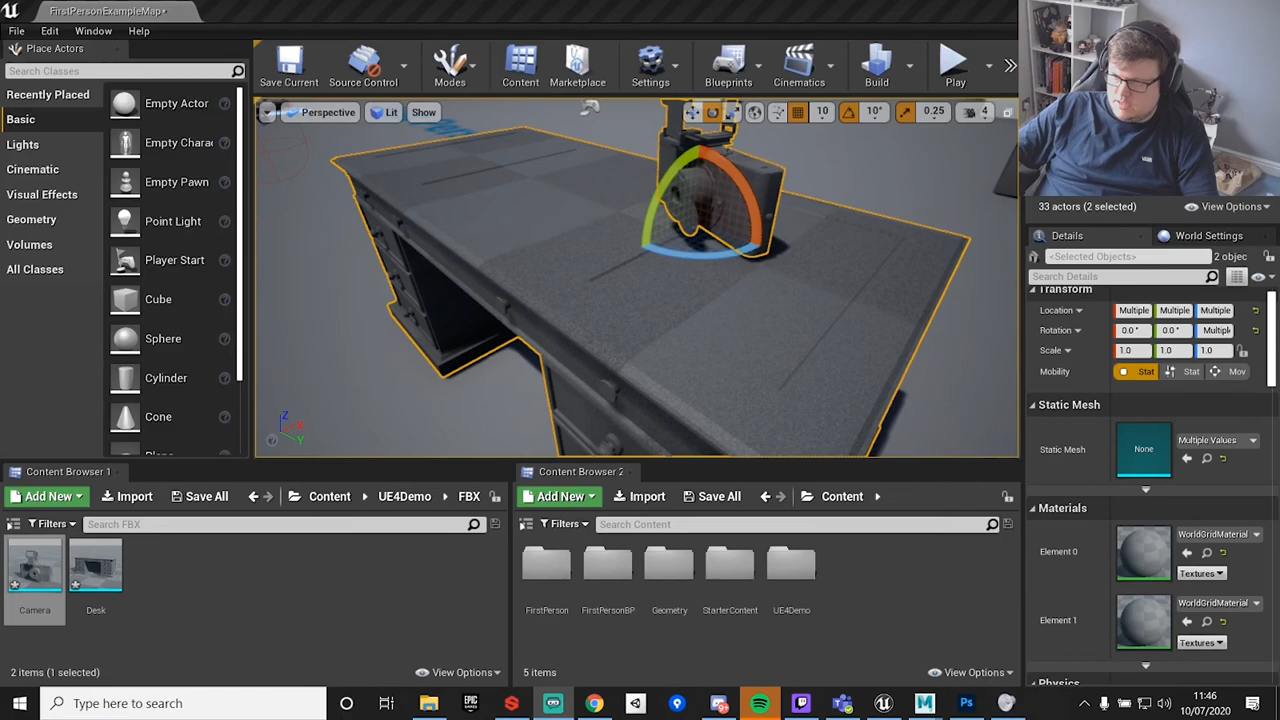 FirstPersonExampleMap•
File Edit Window Help
Place Actors
Search Classes
Recently Placed
Basic
Lights
Cinematic
Visual Effects
Geometry
Volumes
All Classes
Empty Actor
Empty Chara
Empty Pawn
Point Light
Player Start
Cube
Sphere
Cylinder
Cone
Save Current
Source Control
Modes
Content
Marketplace
Settings
Blueprints
Cinematics
Build
Play
Perspective Lit Show
10 10° 0.25 4
Z
X
Y
VANS
33 actors (2 selected) View Options
Details World Settings
<Selected Objects> 2 objec
Search Details
Transform
Location Multiple Multiple Multiple
Rotation 0.0 ° 0.0 ° Multipl
Scale 1.0 1.0 1.0
Mobility Stat Stat Mov
Static Mesh
Static Mesh None Multiple Values
Materials
Element 0 WorldGridMaterial
Textures
Element 1 WorldGridMaterial
Textures
Physics
Content Browser 1
Add New Import Save All Content UE4Demo FBX
Filters Search FBX
Camera Desk
2 items (1 selected) View Options
Content Browser 2
Add New Import Save All Content
Filters Search Content
FirstPerson FirstPersonBP Geometry StarterContent UE4Demo
5 items View Options
Type here to search
EPIC GAMES
M Ps
11:46
10/07/2020